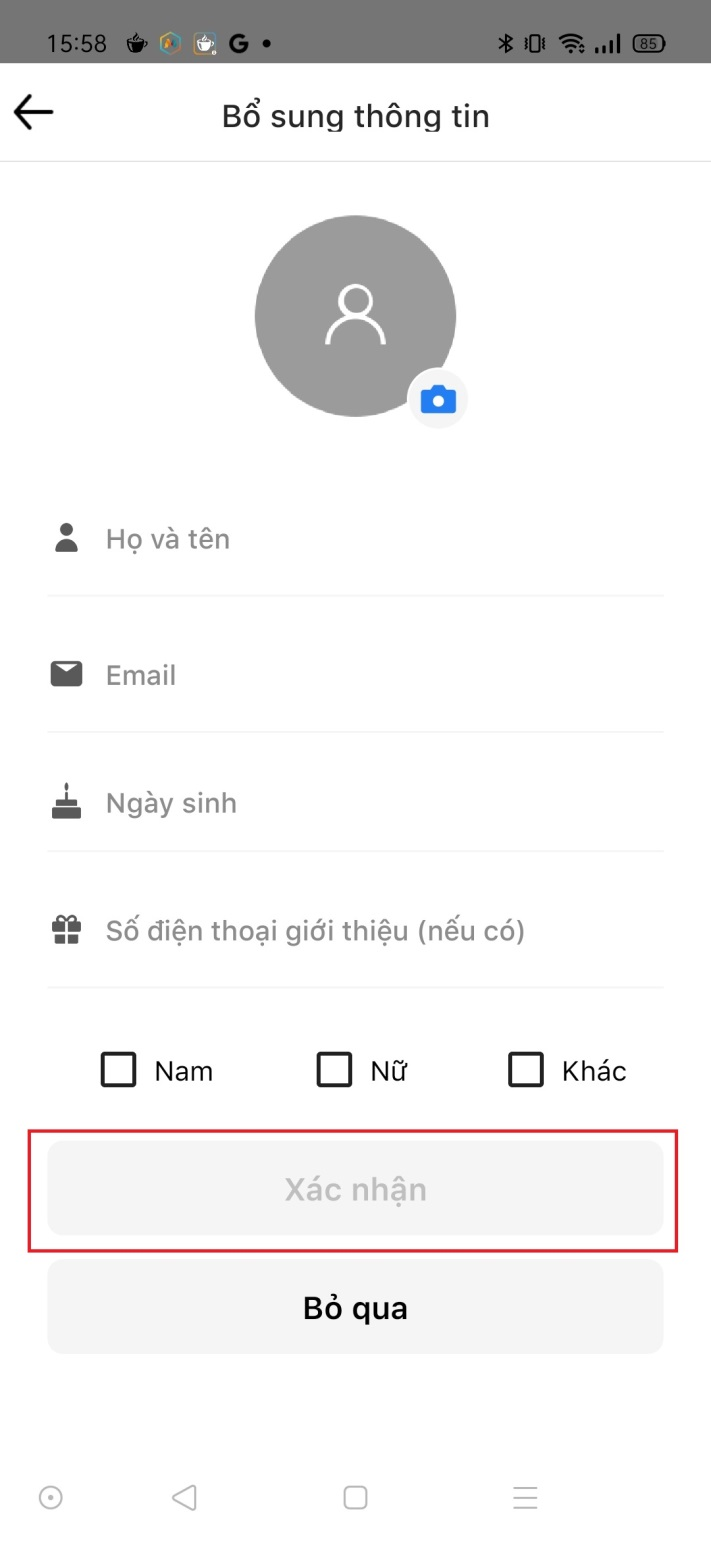 15:58 G 85
Bổ sung thông tin
Họ và tên
Email
Ngày sinh
Số điện thoại giới thiệu (nếu có)
Nam Nữ Khác
Xác nhận
Bỏ qua